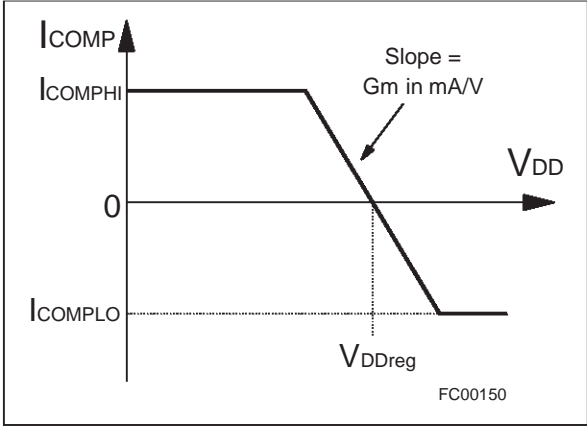 ICOMP
Slope =
Gm in mA/V
ICOMPHI
VDD
0
ICOMPLO
VDDreg
FC00150